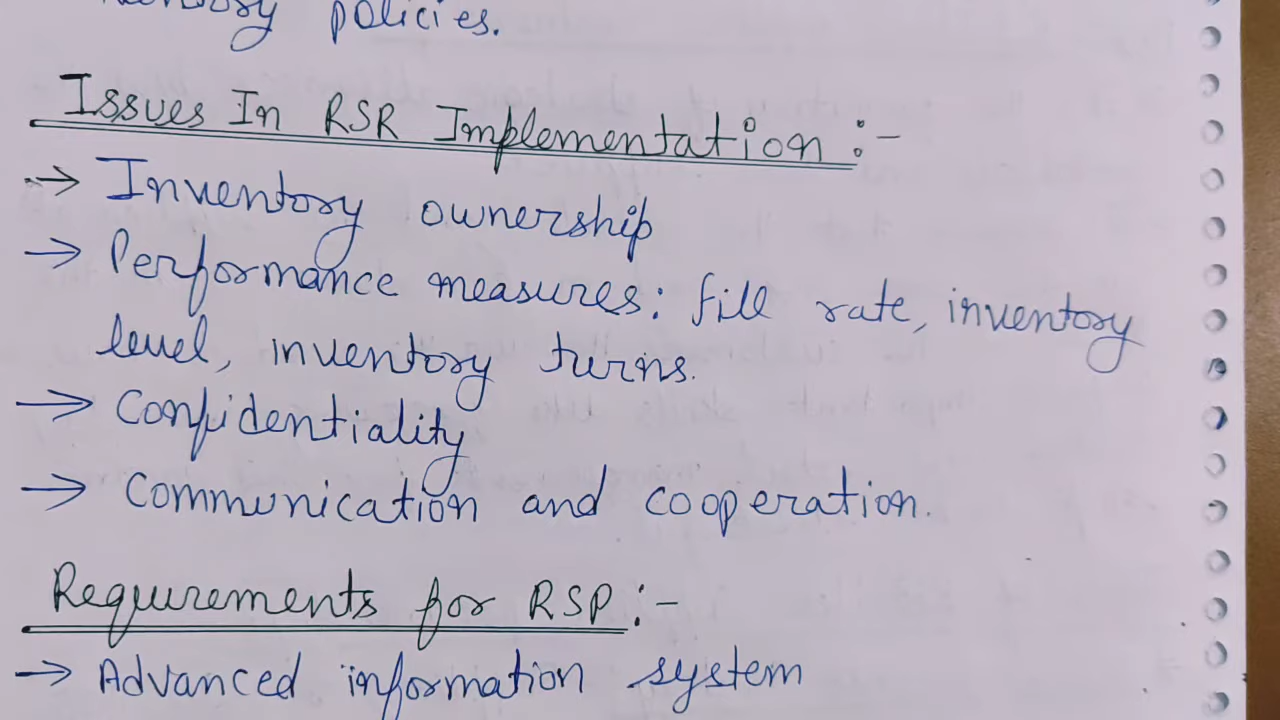 policies.
Issues In RSR Implementation :-
→ Inventory ownership
→ Performance measures: fill rate, inventory
level, inventory turns.
→ Confidentiality
→ Communication and cooperation.
Requirements for RSP :-
→ Advanced information system